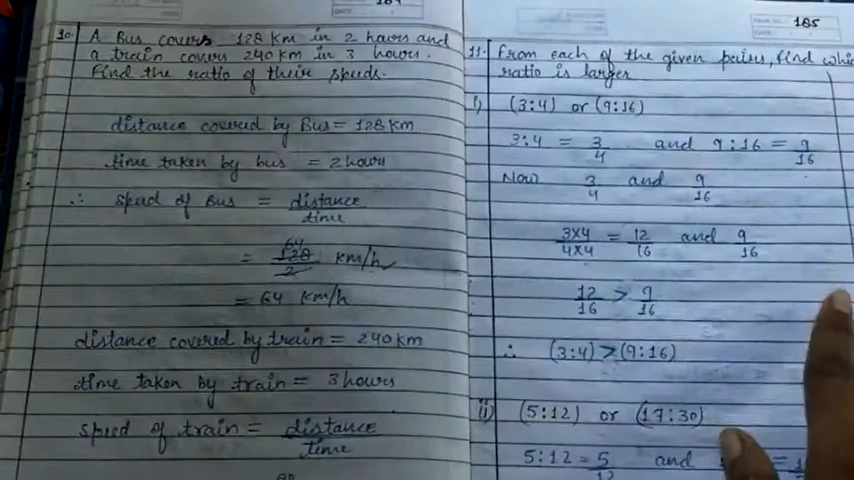 10. A Bus covers 128 km in 2 hours and
a train covers 240 km in 3 hours.
Find the ratio of their speeds.
distance covered by Bus = 128 km
time taken by bus = 2 hours
∴ speed of Bus = distance
time
64
= 128 km/h
2
= 64 km/h
distance covered by train = 240 km
time taken by train = 3 hours
speed of train = distance
time
185
11. From each of the given pairs, find
ratio is larger
i) (3:4) or (9:16)
3:4 = 3 and 9:16 = 9
4 16
Now 3 and 9
4 16
3×4 = 12 and 9
4×4 16 16
12 > 9
16 16
∴ (3:4) > (9:16)
ii) (5:12) or (17:30)
5:12 = 5 and
12